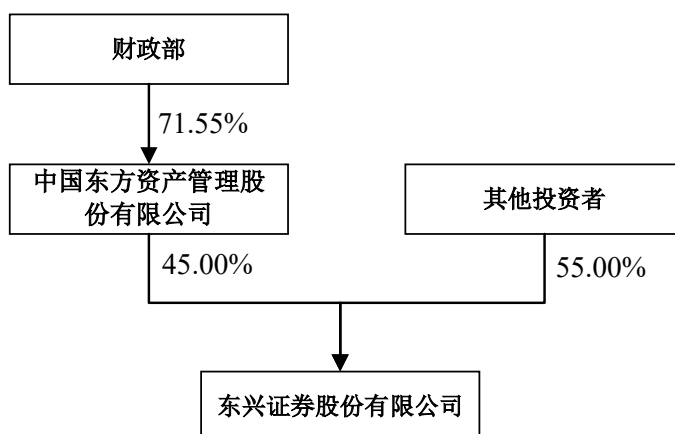 财政部
71.55%
中国东方资产管理股
份有限公司
其他投资者
45.00%
55.00%
东兴证券股份有限公司